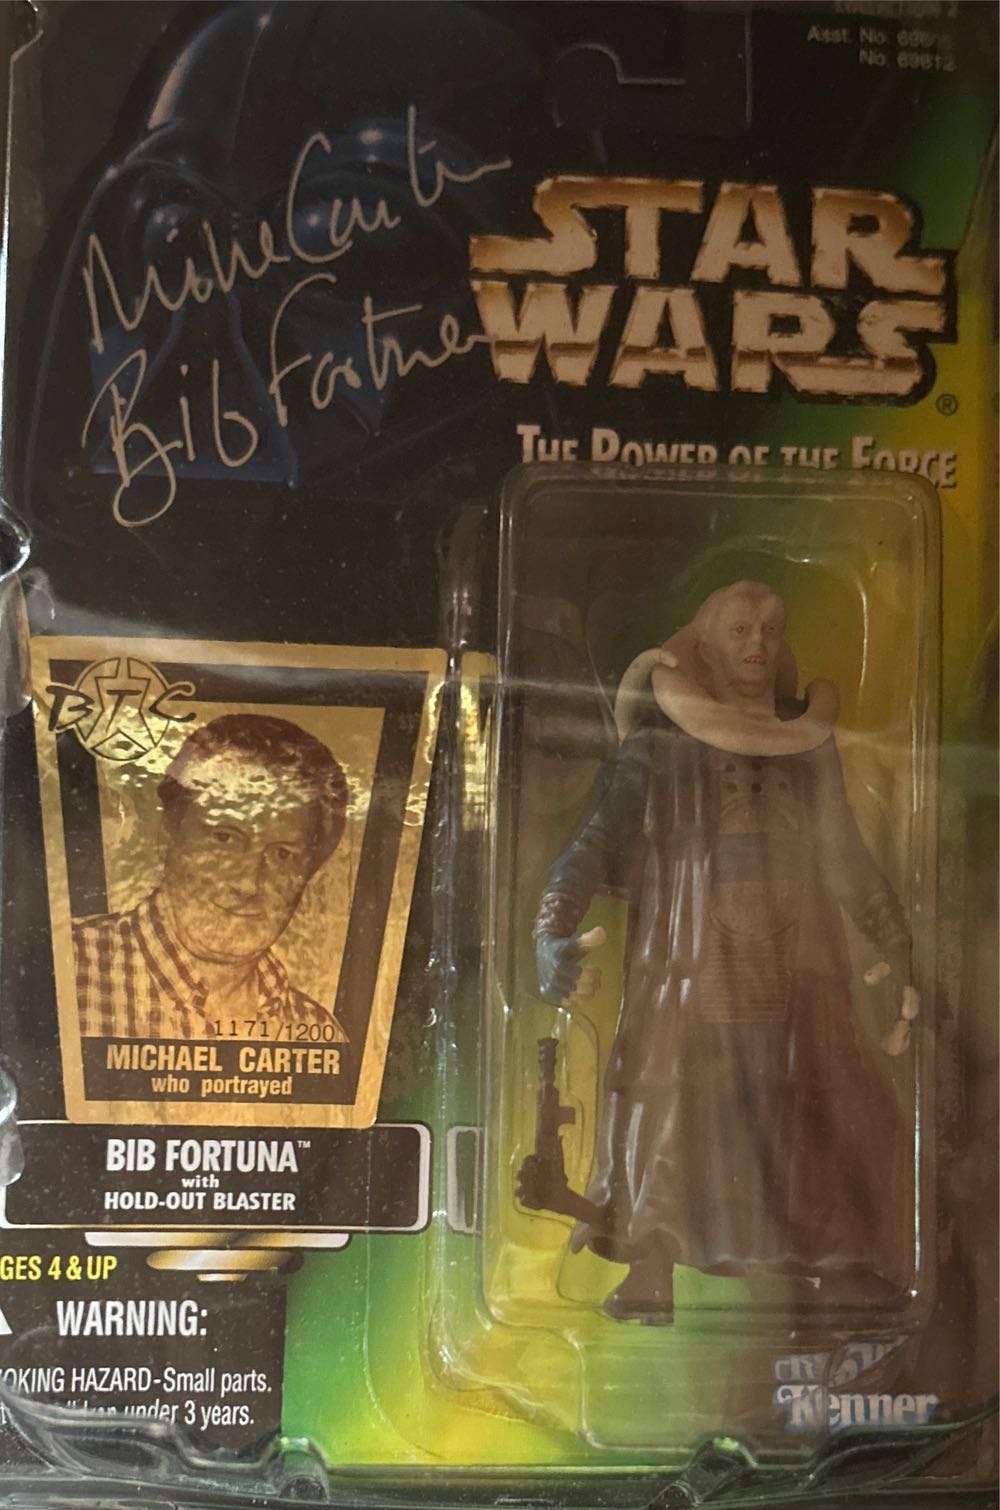 Asst. No.
No. 69812
Mike Carter
Bib Fortuna
STAR
WARS
®
THE POWER OF THE FORCE
BTC
1171/1200
MICHAEL CARTER
who portrayed
BIB FORTUNA™
with
HOLD-OUT BLASTER
GES 4 & UP
WARNING:
OKING HAZARD-Small parts.
under 3 years.
Kenner